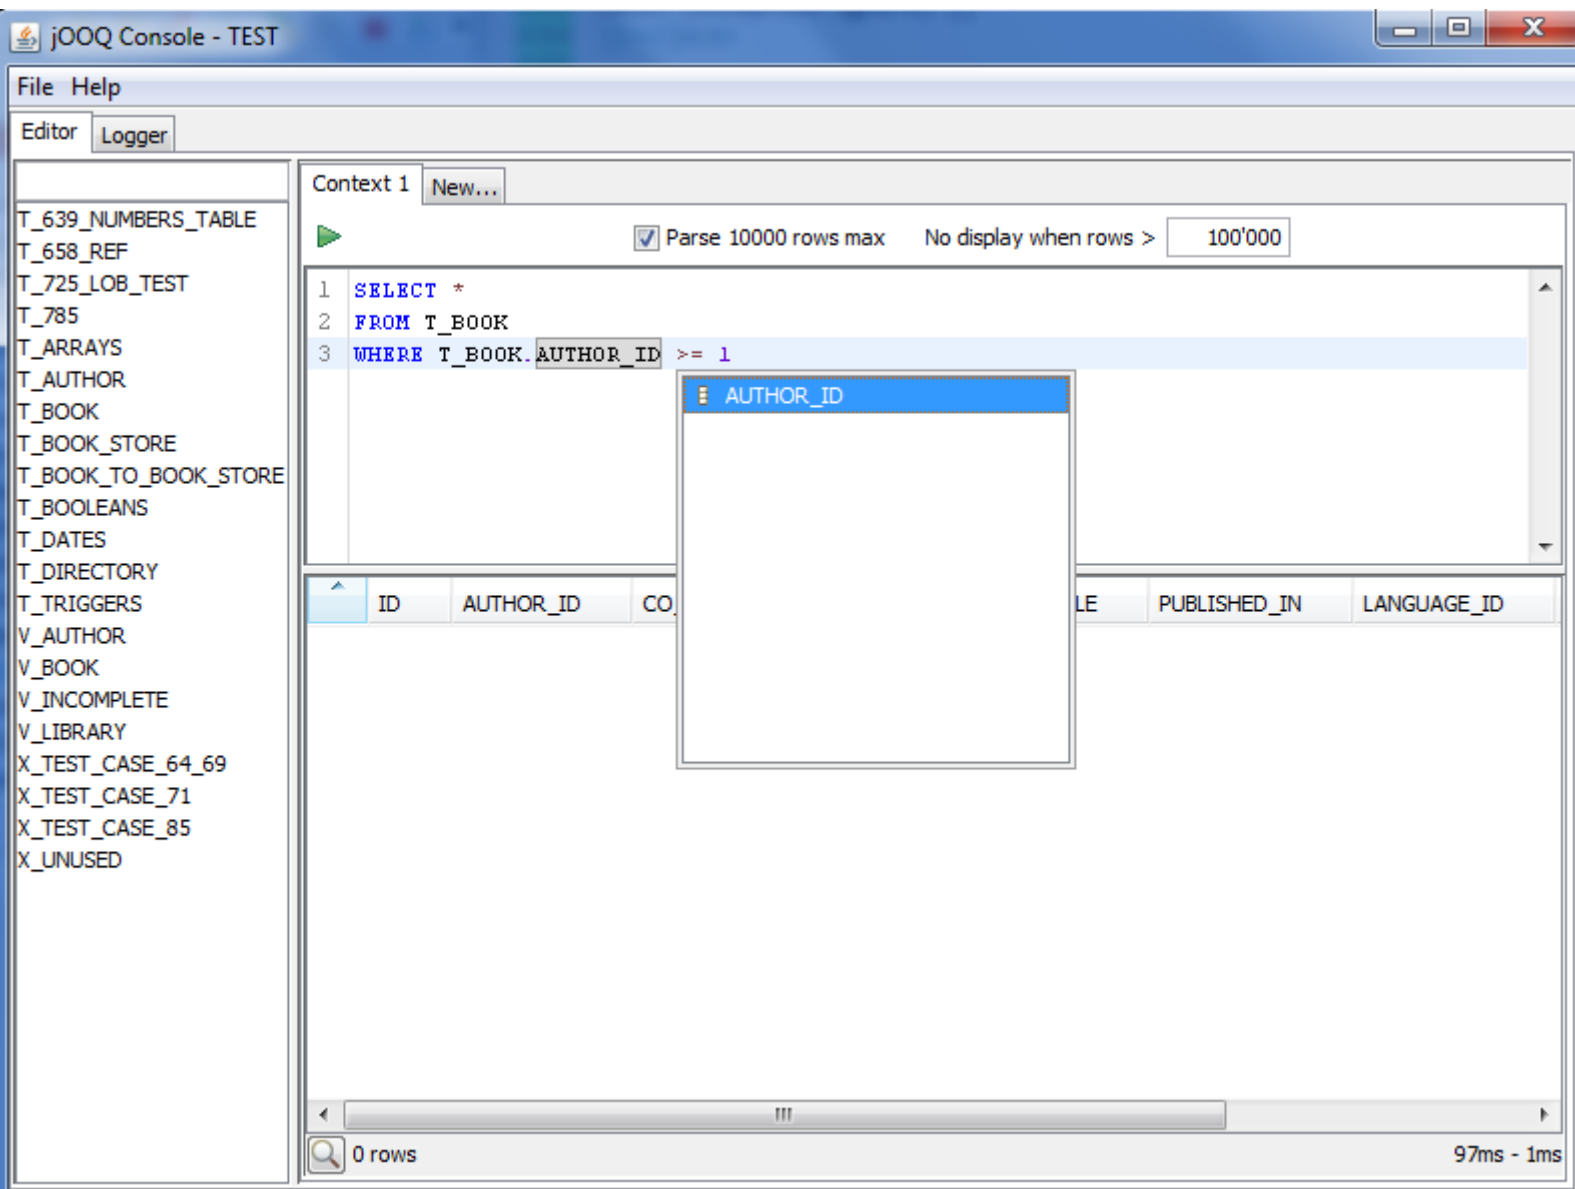 jOOQ Console - TEST
File Help
Editor Logger
T_639_NUMBERS_TABLE
T_658_REF
T_725_LOB_TEST
T_785
T_ARRAYS
T_AUTHOR
T_BOOK
T_BOOK_STORE
T_BOOK_TO_BOOK_STORE
T_BOOLEANS
T_DATES
T_DIRECTORY
T_TRIGGERS
V_AUTHOR
V_BOOK
V_INCOMPLETE
V_LIBRARY
X_TEST_CASE_64_69
X_TEST_CASE_71
X_TEST_CASE_85
X_UNUSED
Context 1 New...
Parse 10000 rows max No display when rows > 100'000
1 SELECT *
2 FROM T_BOOK
3 WHERE T_BOOK.AUTHOR_ID >= 1
AUTHOR_ID
ID AUTHOR_ID CO_ LE PUBLISHED_IN LANGUAGE_ID
0 rows 97ms - 1ms